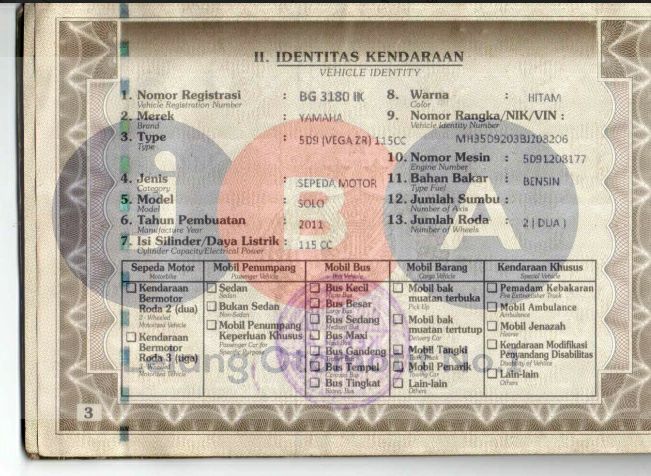 II. IDENTITAS KENDARAAN
VEHICLE IDENTITY
1. Nomor Registrasi : BG 3180 IK
Vehicle Registration Number
2. Merek : YAMAHA
Brand
3. Type : 5D9 (VEGA ZR) 115CC
Type
4. Jenis : SEPEDA MOTOR
Category
5. Model : SOLO
Model
6. Tahun Pembuatan : 2011
Manufacture Year
7. Isi Silinder/Daya Listrik : 115 CC
Cylinder Capacity/Electrical Power
8. Warna : HITAM
Color
9. Nomor Rangka/NIK/VIN :
Vehicle Identity Number
MH35D9203BJ208206
10. Nomor Mesin : 5D91208177
Engine Number
11. Bahan Bakar : BENSIN
Type Fuel
12. Jumlah Sumbu :
Number of Axis
13. Jumlah Roda : 2 ( DUA )
Number of Wheels
Sepeda Motor
Motorbike
Kendaraan
Bermotor
Roda 2 (dua)
2- Wheeled
Motorized Vehicle
Kendaraan
Bermotor
Roda 3 (tiga)
3- Wheeled
Motorized Vehicle
Mobil Penumpang
Passenger Vehicle
Sedan
Sedan
Bukan Sedan
Non-Sedan
Mobil Penumpang
Keperluan Khusus
Passenger Car for
Specific Purpose
Mobil Bus
Bus Vehicle
Bus Kecil
Micro Bus
Bus Besar
Large Bus
Bus Sedang
Medium Bus
Bus Maxi
Bus Gandeng
Bus Tempel
Bus Tingkat
Mobil Barang
Cargo Vehicle
Mobil bak
muatan terbuka
Pick Up
Mobil bak
muatan tertutup
Delivery Car
Mobil Tangki
Mobil Penarik
Towing Car
Lain-lain
Others
Kendaraan Khusus
Special Vehicle
Pemadam Kebakaran
Fire Extinguisher Truck
Mobil Ambulance
Ambulance
Mobil Jenazah
Hearse
Kendaraan Modifikasi
Penyandang Disabilitas
Disability of Vehicle
Lain-lain
Others
iBA
Lelang Otomotif No.1
3